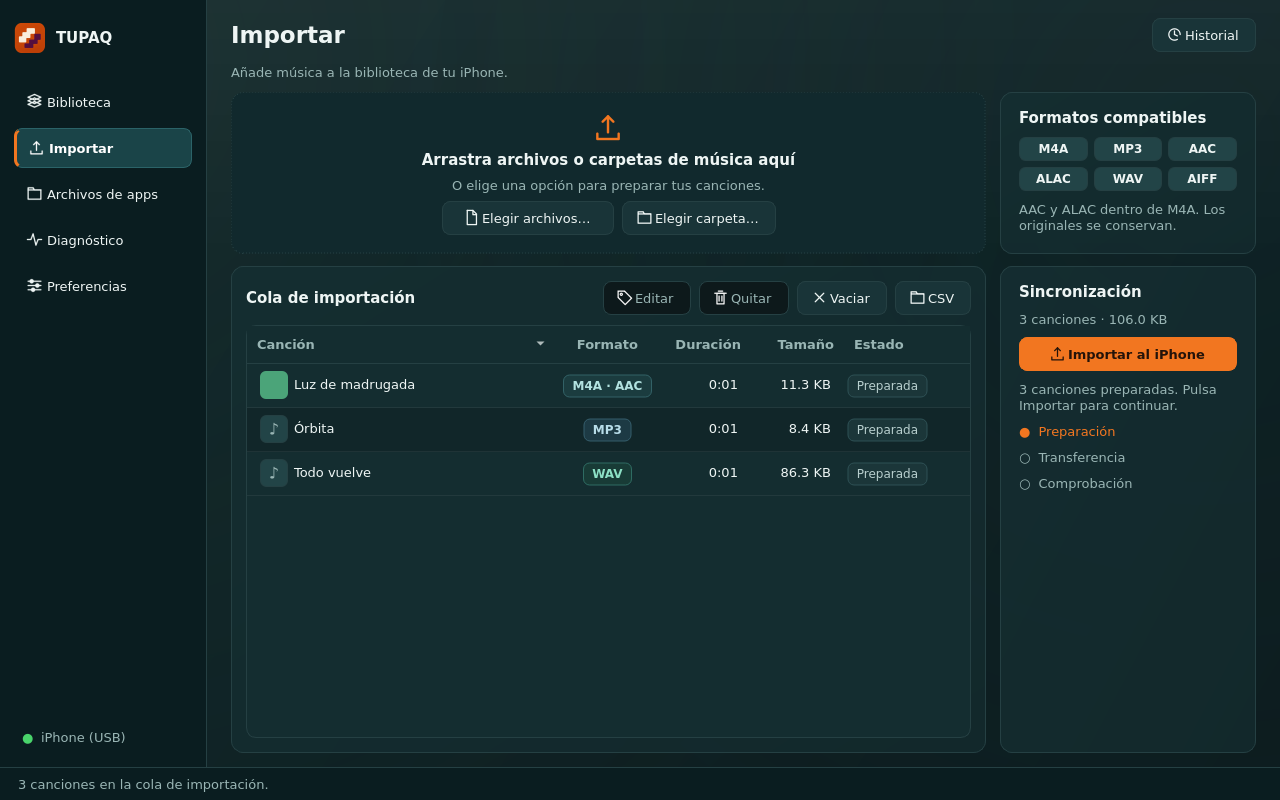 TUPAQ
Biblioteca
Importar
Archivos de apps
Diagnóstico
Preferencias
iPhone (USB)
Importar
Historial
Añade música a la biblioteca de tu iPhone.
Arrastra archivos o carpetas de música aquí
O elige una opción para preparar tus canciones.
Elegir archivos...
Elegir carpeta...
Formatos compatibles
M4A
MP3
AAC
ALAC
WAV
AIFF
AAC y ALAC dentro de M4A. Los
originales se conservan.
Cola de importación
Editar
Quitar
Vaciar
CSV
Canción Formato Duración Tamaño Estado
Luz de madrugada M4A · AAC 0:01 11.3 KB Preparada
Órbita MP3 0:01 8.4 KB Preparada
Todo vuelve WAV 0:01 86.3 KB Preparada
Sincronización
3 canciones · 106.0 KB
Importar al iPhone
3 canciones preparadas. Pulsa
Importar para continuar.
Preparación
Transferencia
Comprobación
3 canciones en la cola de importación.